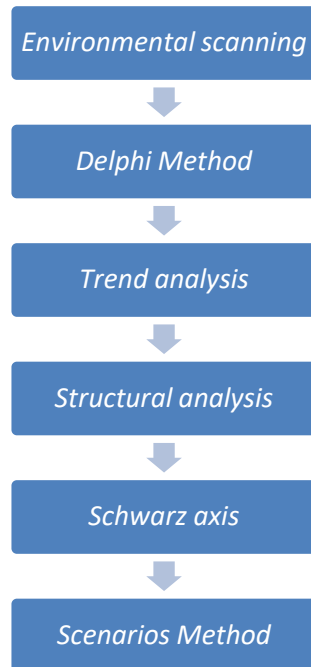 Environmental scanning
Delphi Method
Trend analysis
Structural analysis
Schwarz axis
Scenarios Method